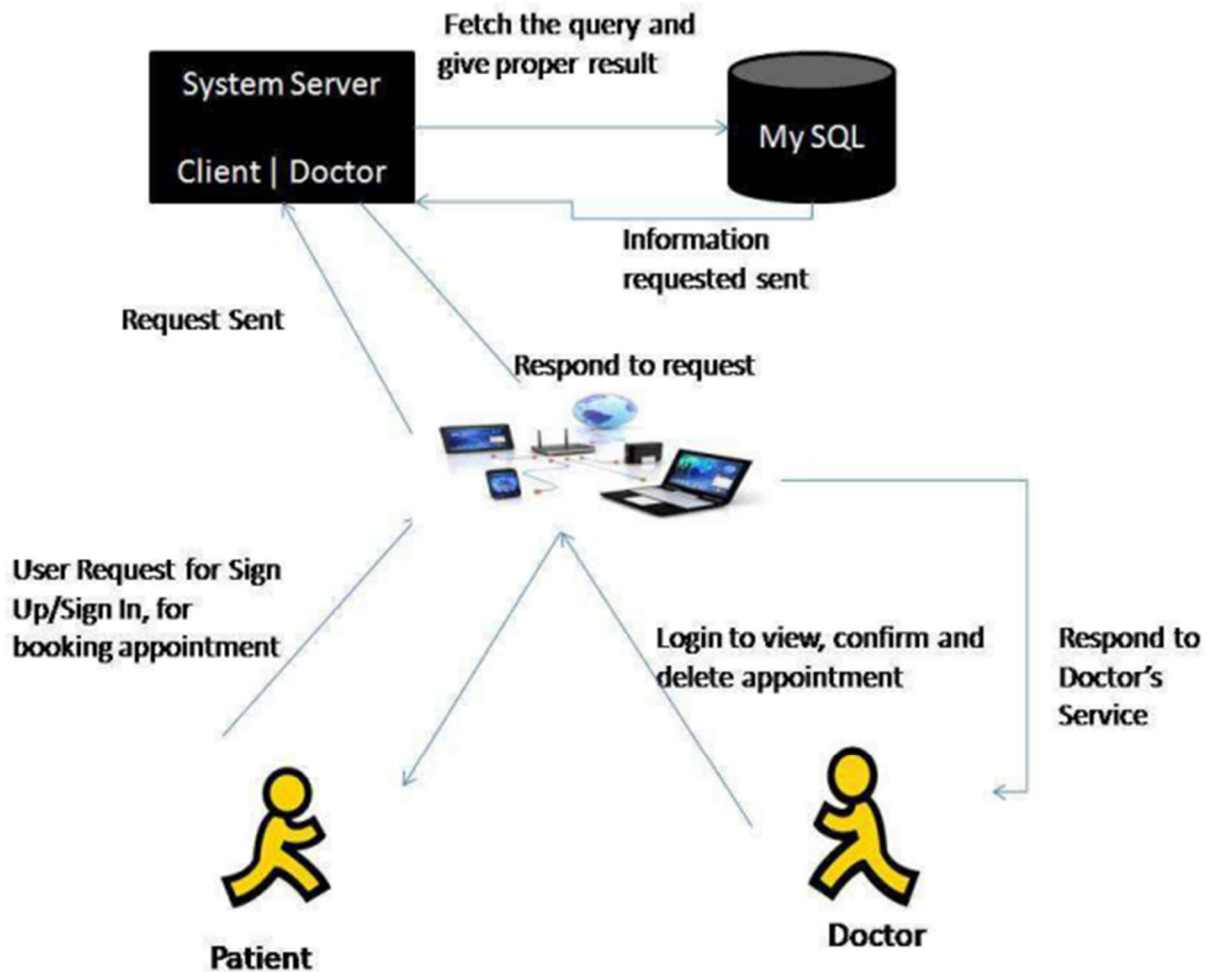 Fetch the query and
give proper result
System Server
Client | Doctor
My SQL
Information
requested sent
Request Sent
Respond to request
User Request for Sign
Up/Sign In, for
booking appointment
Login to view, confirm and
delete appointment
Respond to
Doctor's
Service
Patient
Doctor